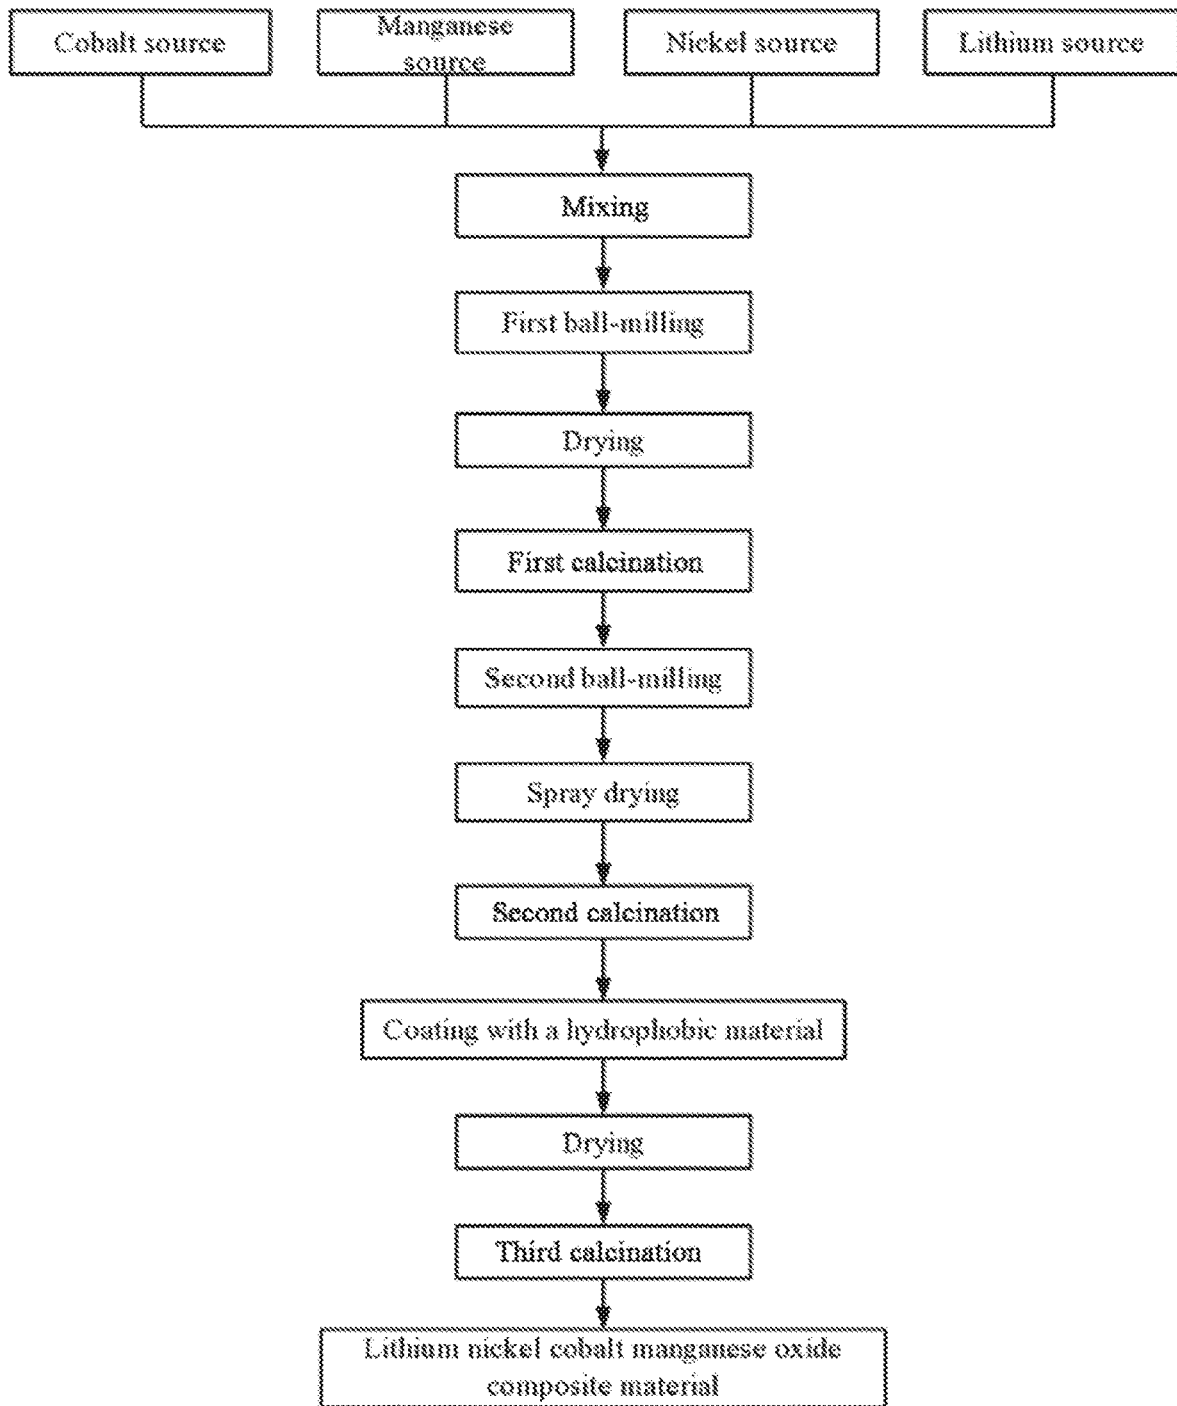 Cobalt source
Manganese
source
Nickel source
Lithium source
Mixing
First ball-milling
Drying
First calcination
Second ball-milling
Spray drying
Second calcination
Coating with a hydrophobic material
Drying
Third calcination
Lithium nickel cobalt manganese oxide
composite material